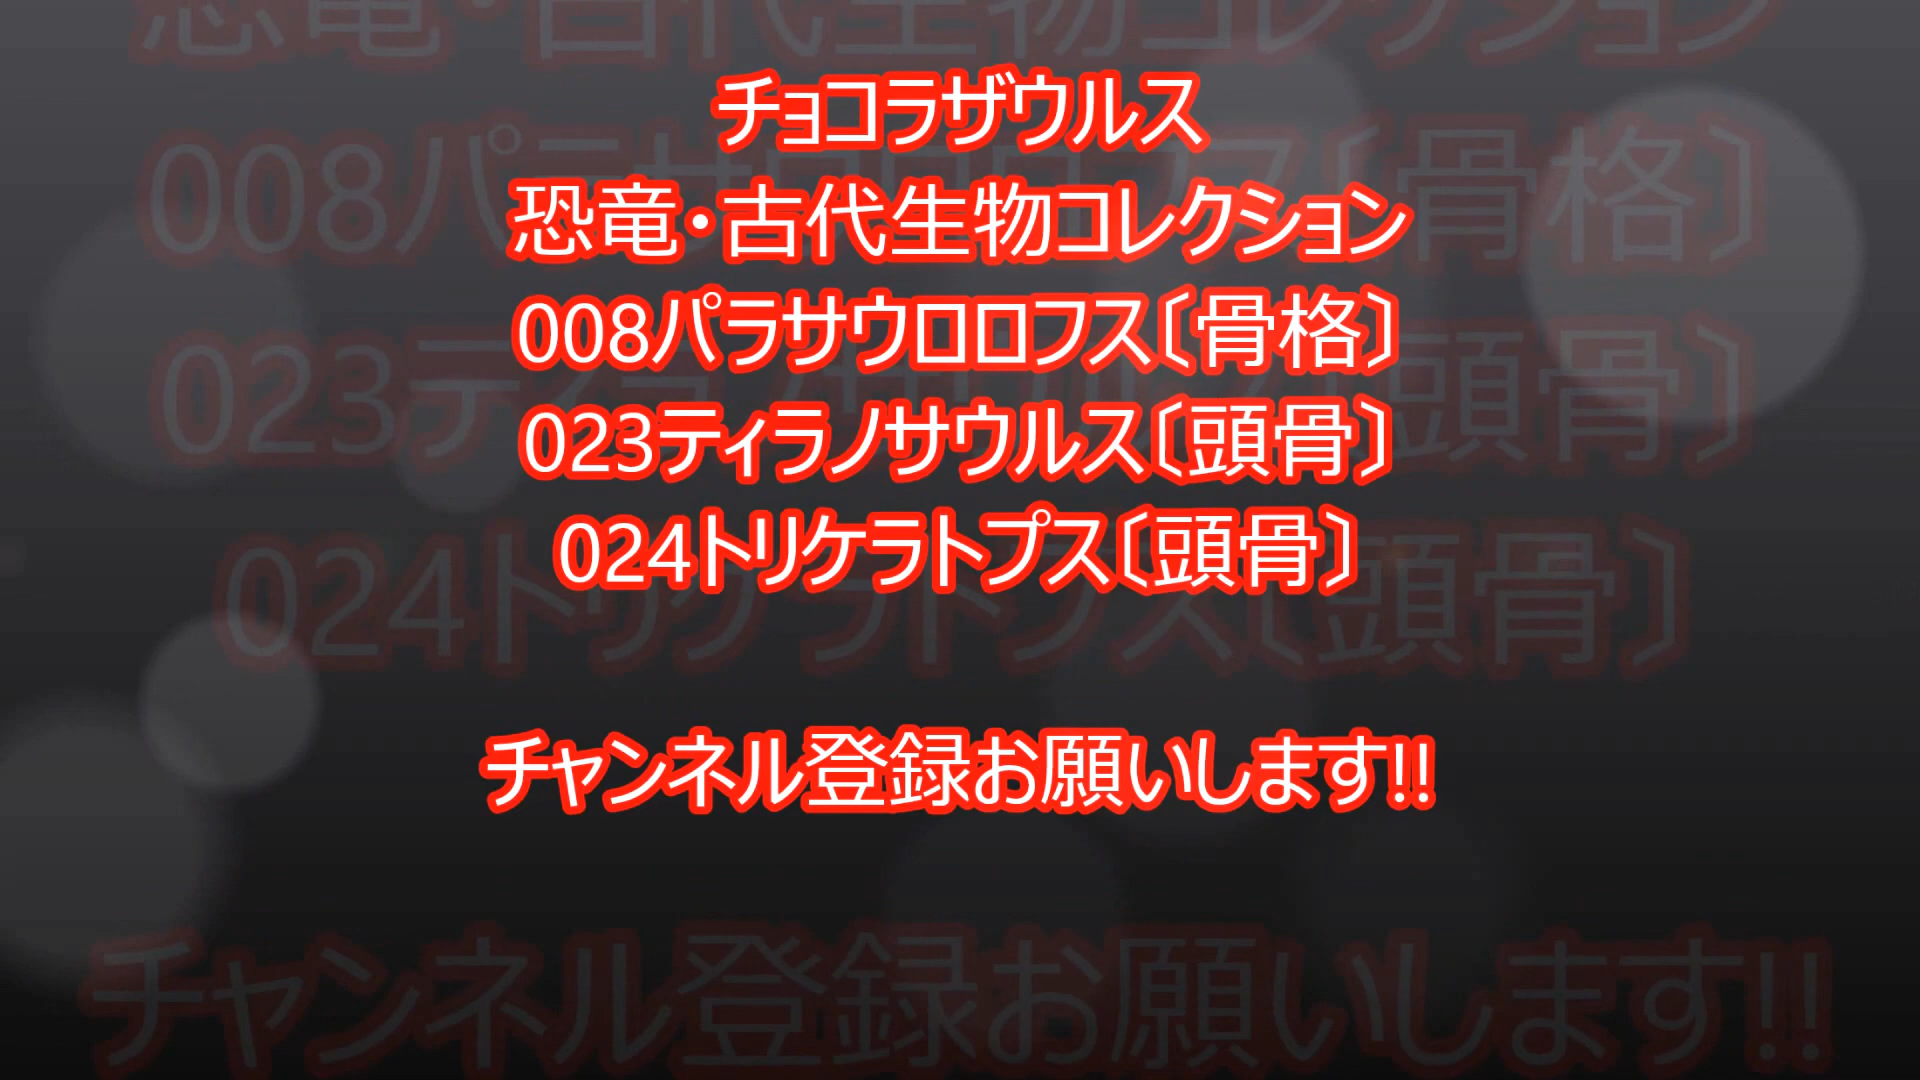 チョコラザウルス
恐竜・古代生物コレクション
008パラサウロロフス〔骨格〕
023ティラノサウルス〔頭骨〕
024トリケラトプス〔頭骨〕
チャンネル登録お願いします!!